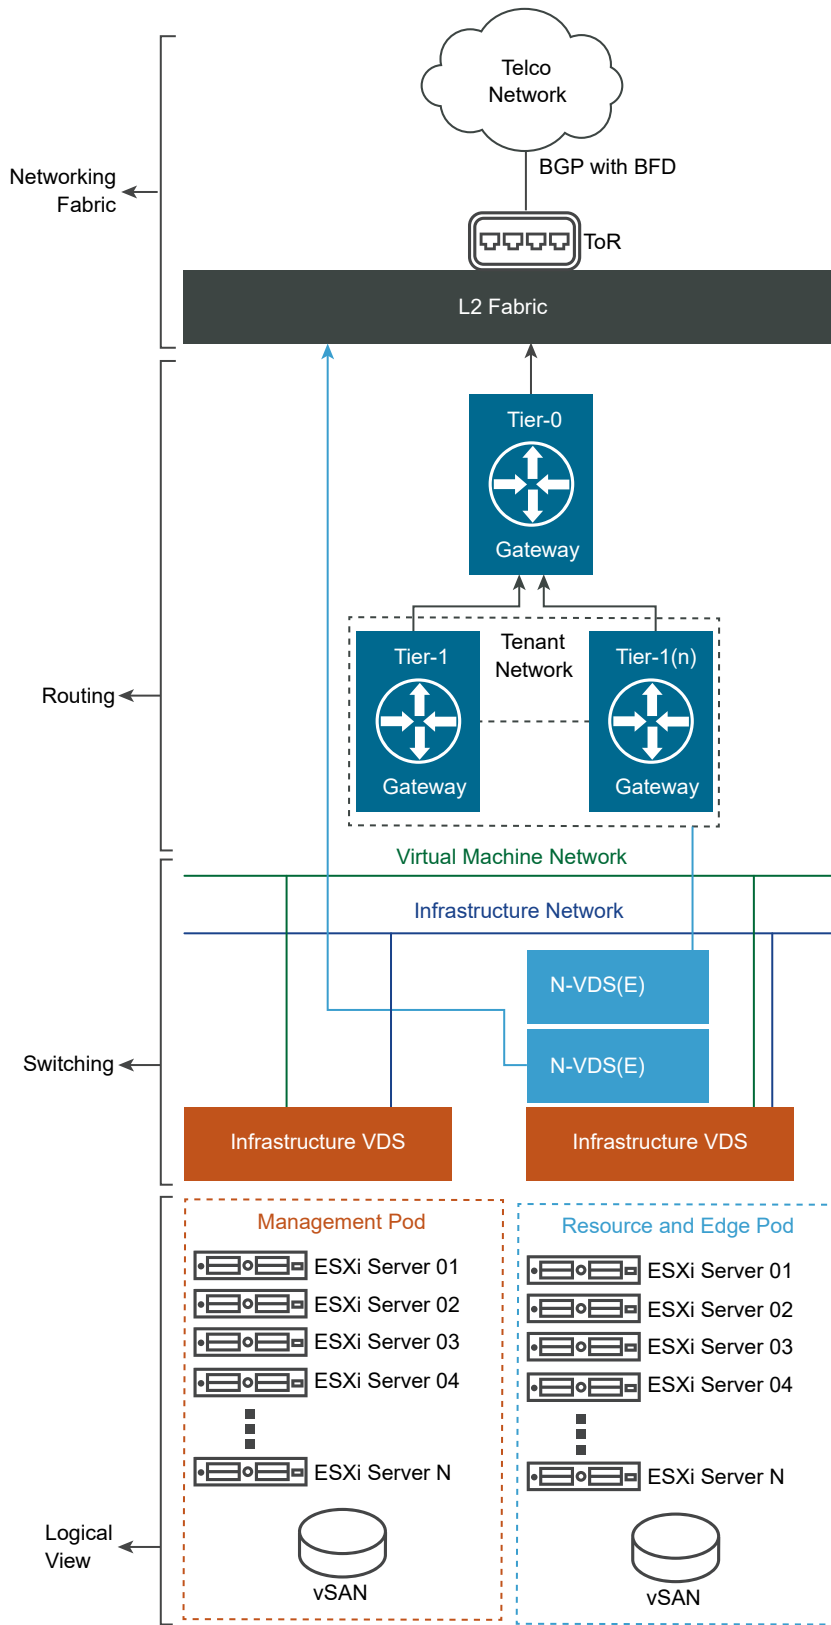 Telco
Network
BGP with BFD
Networking
Fabric
ToR
L2 Fabric
Tier-0
Gateway
Tenant
Network
Tier-1
Tier-1(n)
Routing
Gateway
Gateway
Virtual Machine Network
Infrastructure Network
N-VDS(E)
Switching
N-VDS(E)
Infrastructure VDS
Infrastructure VDS
Management Pod
ESXi Server 01
ESXi Server 02
ESXi Server 03
ESXi Server 04
ESXi Server N
vSAN
Resource and Edge Pod
ESXi Server 01
ESXi Server 02
ESXi Server 03
ESXi Server 04
ESXi Server N
vSAN
Logical
View